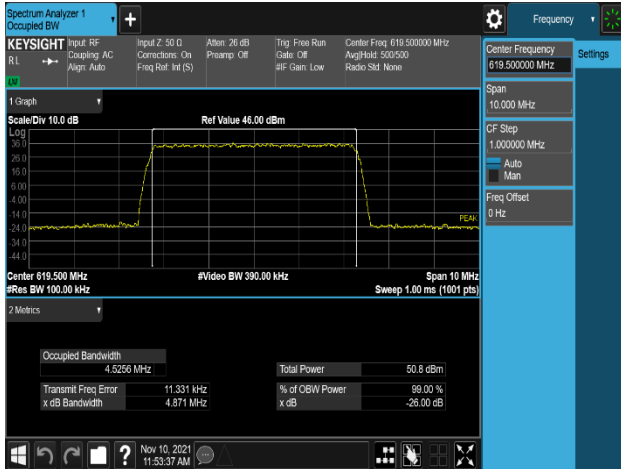 Spectrum Analyzer 1
Occupied BW
+
Frequency
KEYSIGHT
R L
LXI
Input: RF
Coupling: AC
Align: Auto
Input Z: 50 Ω
Corrections: On
Freq Ref: Int (S)
Atten: 26 dB
Preamp: Off
Trig: Free Run
Gate: Off
#IF Gain: Low
Center Freq: 619.500000 MHz
Avg|Hold: 500/500
Radio Std: None
Center Frequency
619.500000 MHz
Settings
Span
10.000 MHz
CF Step
1.000000 MHz
Auto
Man
Freq Offset
0 Hz
1 Graph
Scale/Div 10.0 dB
Ref Value 46.00 dBm
Log
36.0
26.0
16.0
6.00
-4.00
-14.0
-24.0
-34.0
-44.0
PEAK
Center 619.500 MHz
#Video BW 390.00 kHz
Span 10 MHz
#Res BW 100.00 kHz
Sweep 1.00 ms (1001 pts)
2 Metrics
Occupied Bandwidth
4.5256 MHz
Total Power 50.8 dBm
Transmit Freq Error 11.331 kHz
% of OBW Power 99.00 %
x dB Bandwidth 4.871 MHz
x dB -26.00 dB
?
Nov 10, 2021
11:53:37 AM